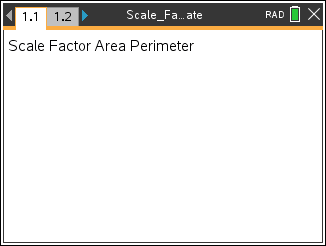 1.1 1.2 Scale_Fa...ate RAD
Scale Factor Area Perimeter